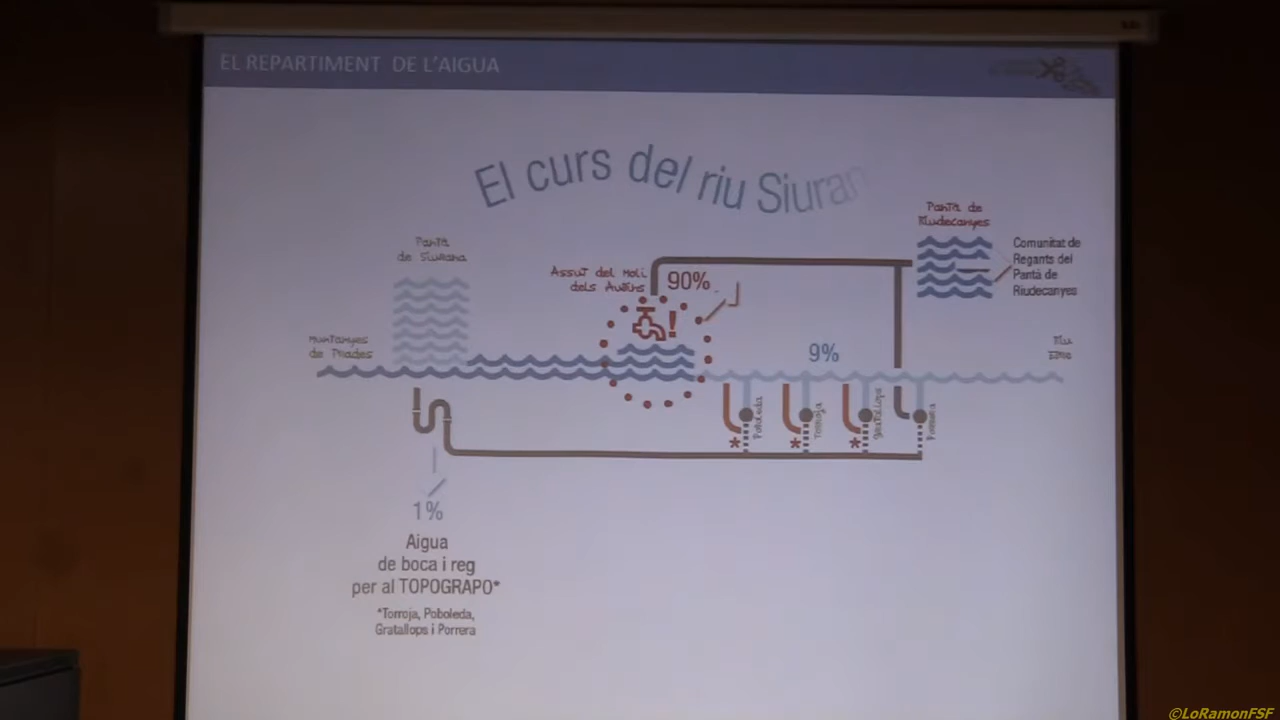 EL REPARTIMENT DE L'AIGUA
El curs del riu Siuran
Pantà de
Riudecanyes
Comunitat de
Regants del
Pantà de
Riudecanyes
Pantà
de Siurana
Assut del Molí
dels
90%
Muntanyes
de Prades
9%
Riu
Poboleda
Torroja
Gratallops
Porrera
*
*
*
1%
Aigua
de boca i reg
per al TOPOGRAPO*
*Torroja, Poboleda,
Gratallops i Porrera
©LoRamonFSF